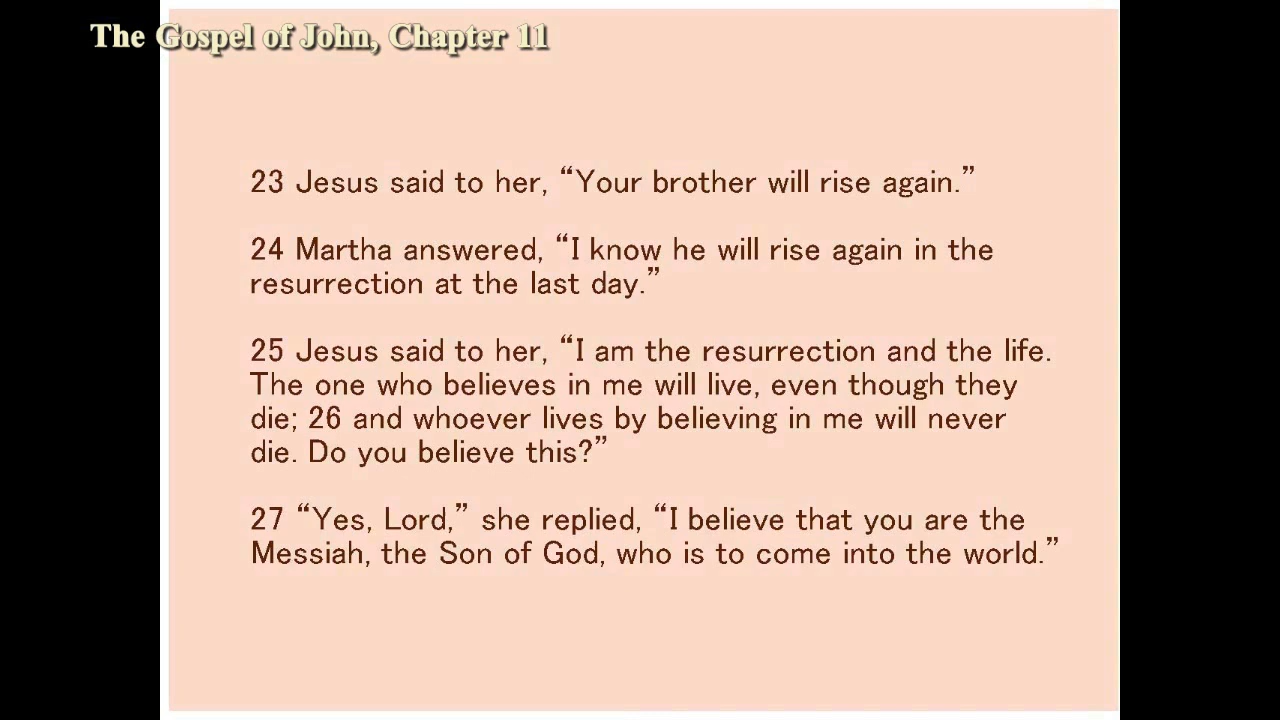 The Gospel of John, Chapter 11
23 Jesus said to her, “Your brother will rise again.”
24 Martha answered, “I know he will rise again in the
resurrection at the last day.”
25 Jesus said to her, “I am the resurrection and the life.
The one who believes in me will live, even though they
die; 26 and whoever lives by believing in me will never
die. Do you believe this?”
27 “Yes, Lord,” she replied, “I believe that you are the
Messiah, the Son of God, who is to come into the world.”